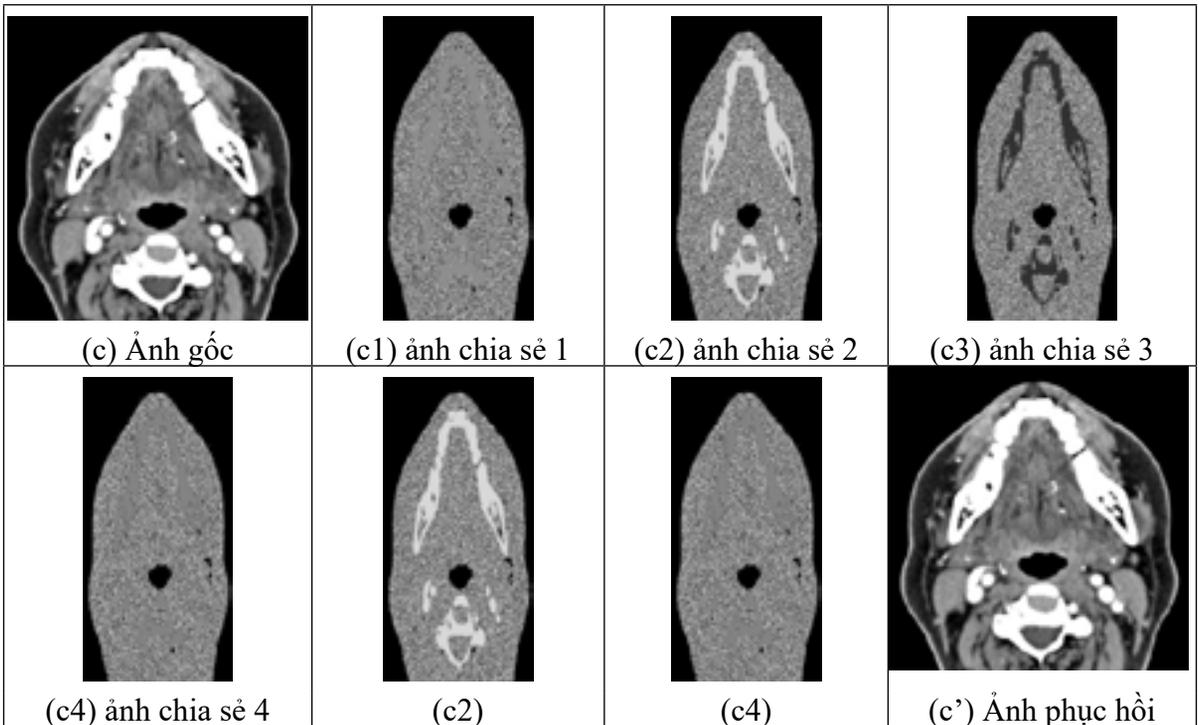 (c) Ảnh gốc
(c1) ảnh chia sẻ 1
(c2) ảnh chia sẻ 2
(c3) ảnh chia sẻ 3
(c4) ảnh chia sẻ 4
(c2)
(c4)
(c’) Ảnh phục hồi